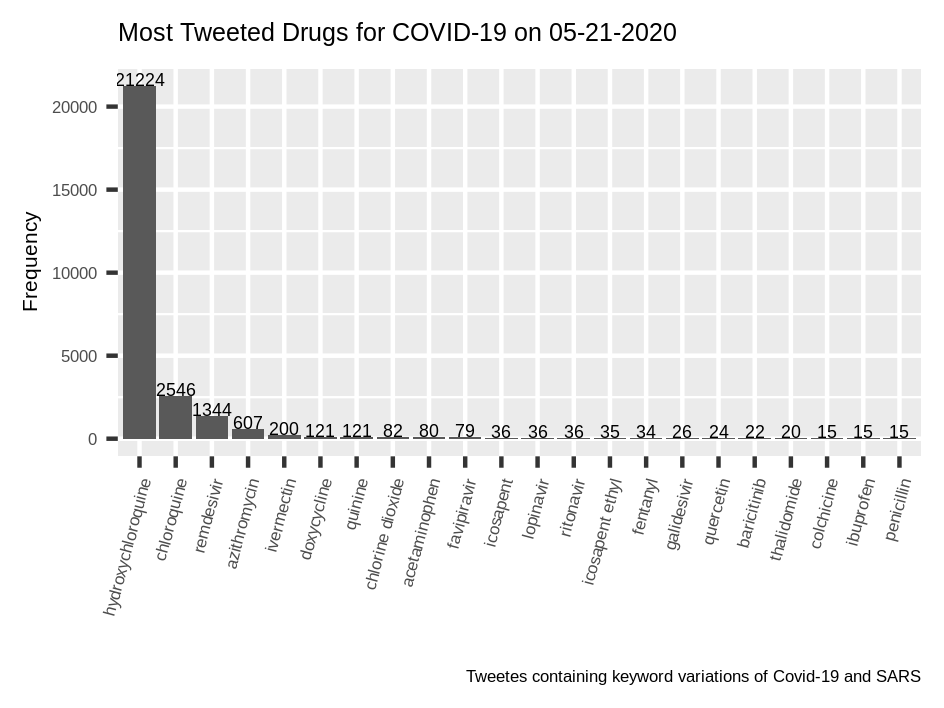 Most Tweeted Drugs for COVID-19 on 05-21-2020
Frequency
20000
15000
10000
5000
0
21224
2546
1344
607
200
121
121
82
80
79
36
36
36
35
34
26
24
22
20
15
15
15
hydroxychloroquine
chloroquine
remdesivir
azithromycin
ivermectin
doxycycline
quinine
chlorine dioxide
acetaminophen
favipiravir
icosapent
lopinavir
ritonavir
icosapent ethyl
fentanyl
galidesivir
quercetin
baricitinib
thalidomide
colchicine
ibuprofen
penicillin
Tweetes containing keyword variations of Covid-19 and SARS